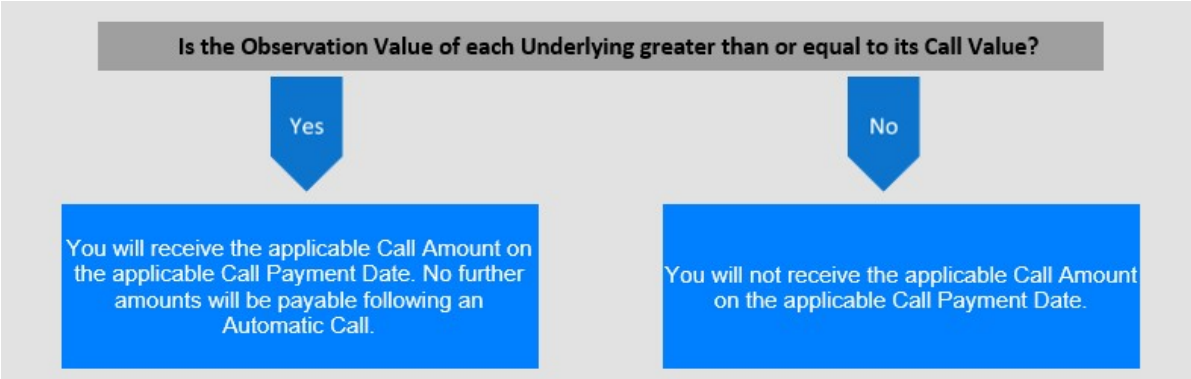 Is the Observation Value of each Underlying greater than or equal to its Call Value?
Yes
No
You will receive the applicable Call Amount on
the applicable Call Payment Date. No further
amounts will be payable following an
Automatic Call.
You will not receive the applicable Call Amount
on the applicable Call Payment Date.